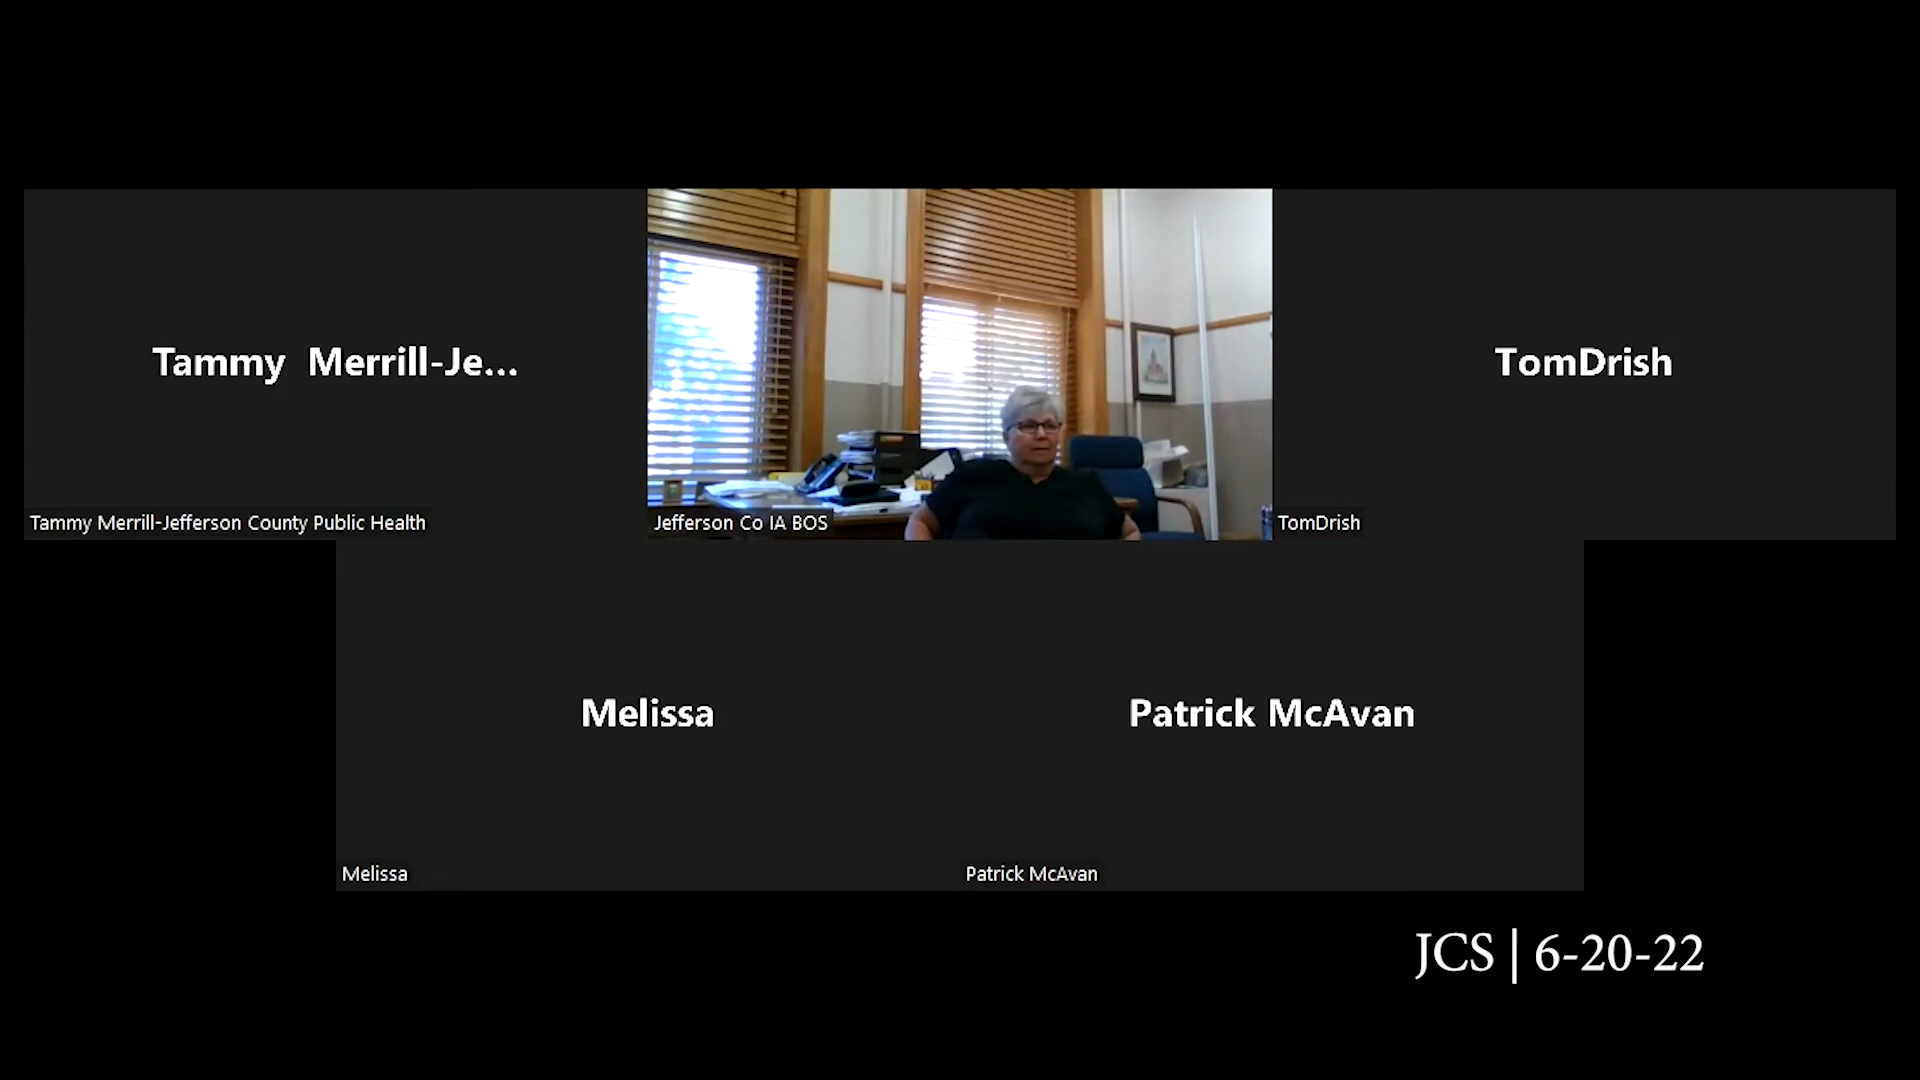 Tammy  Merrill-Je...
TomDrish
Tammy Merrill-Jefferson County Public Health
Jefferson Co IA BOS
TomDrish
Melissa
Patrick McAvan
Melissa
Patrick McAvan
JCS | 6-20-22